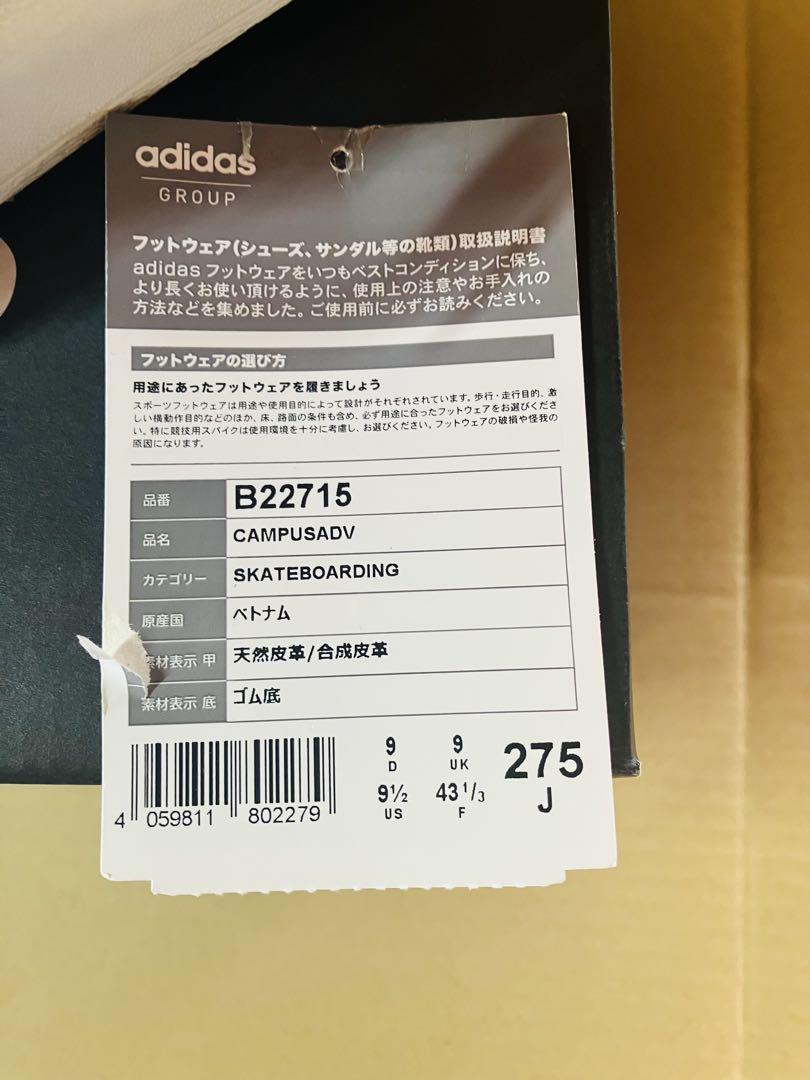 adidas
GROUP
フットウェア(シューズ、サンダル等の靴類)取扱説明書
adidas フットウェアをいつもベストコンディションに保ち、
より長くお使い頂けるように、使用上の注意やお手入れの
方法などを集めました。ご使用前に必ずお読みください。
フットウェアの選び方
用途にあったフットウェアを履きましょう
スポーツフットウェアは用途や使用目的によって設計がそれぞれされています。歩行・走行目的、激
しい横動作目的などのほか、床、路面の条件も含め、必ず用途に合ったフットウェアをお選びくださ
い。特に競技用スパイクは使用環境を十分に考慮し、お選びください。フットウェアの破損や怪我の
原因になります。
品番 B22715
品名 CAMPUSADV
カテゴリー SKATEBOARDING
原産国 ベトナム
素材表示 甲 天然皮革/合成皮革
素材表示 底 ゴム底
9 9 275
D UK
9½ 43 1/3 J
US F
4 059811 802279